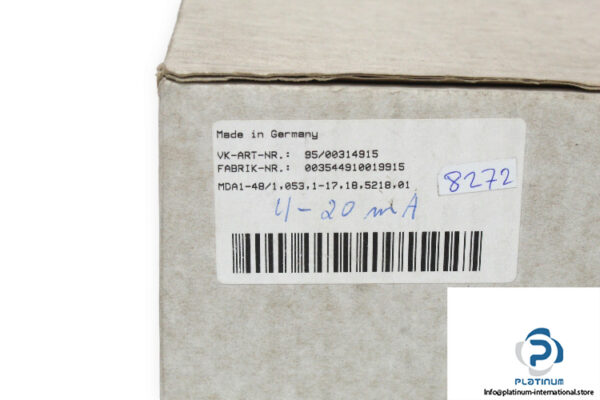 Made in Germany
VK-ART-NR.: 95/00314915
FABRIK-NR.: 003544910019915
MDA1-48/1,053,1-17,18,5218,01
8272
4-20 mA
PLATINUM
http://platinum-international.store